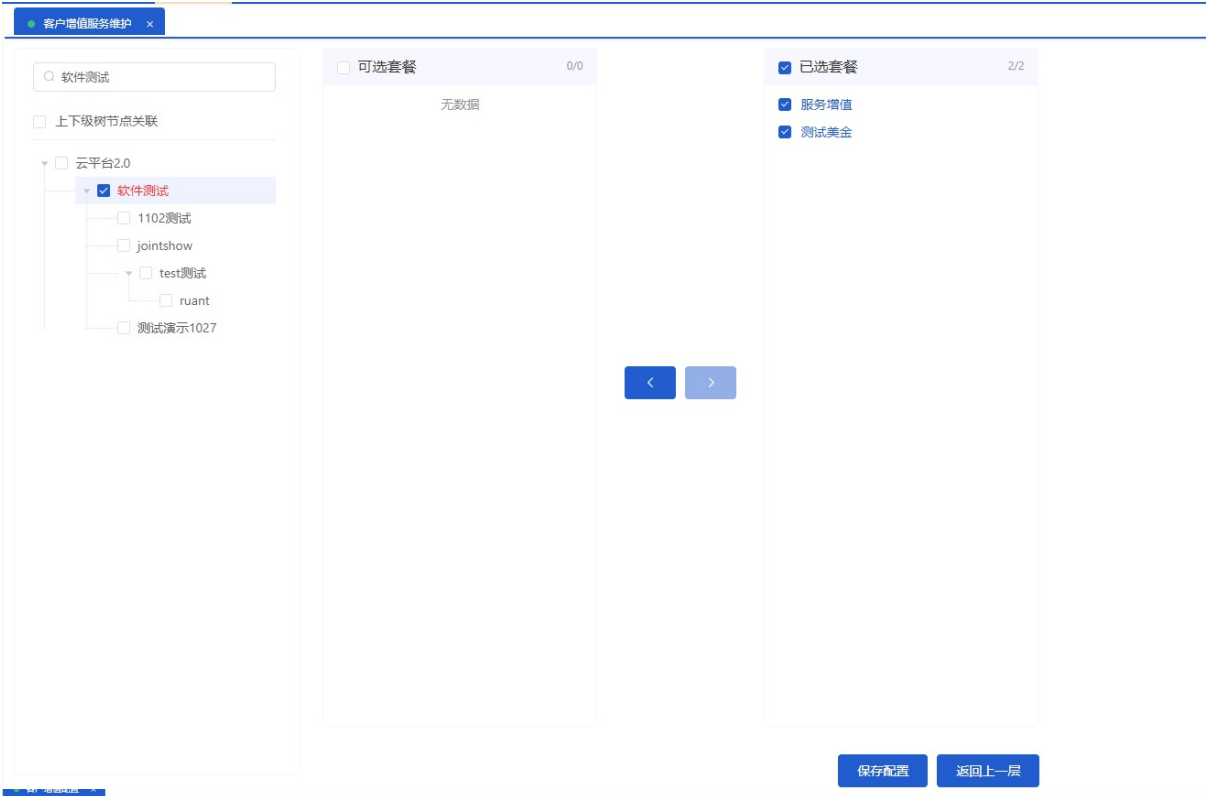 客户增值服务维护 ×
软件测试
上下级树节点关联
云平台2.0
软件测试
1102测试
jointshow
test测试
ruant
测试演示1027
可选套餐 0/0
无数据
已选套餐 2/2
服务增值
测试美金
保存配置 返回上一层